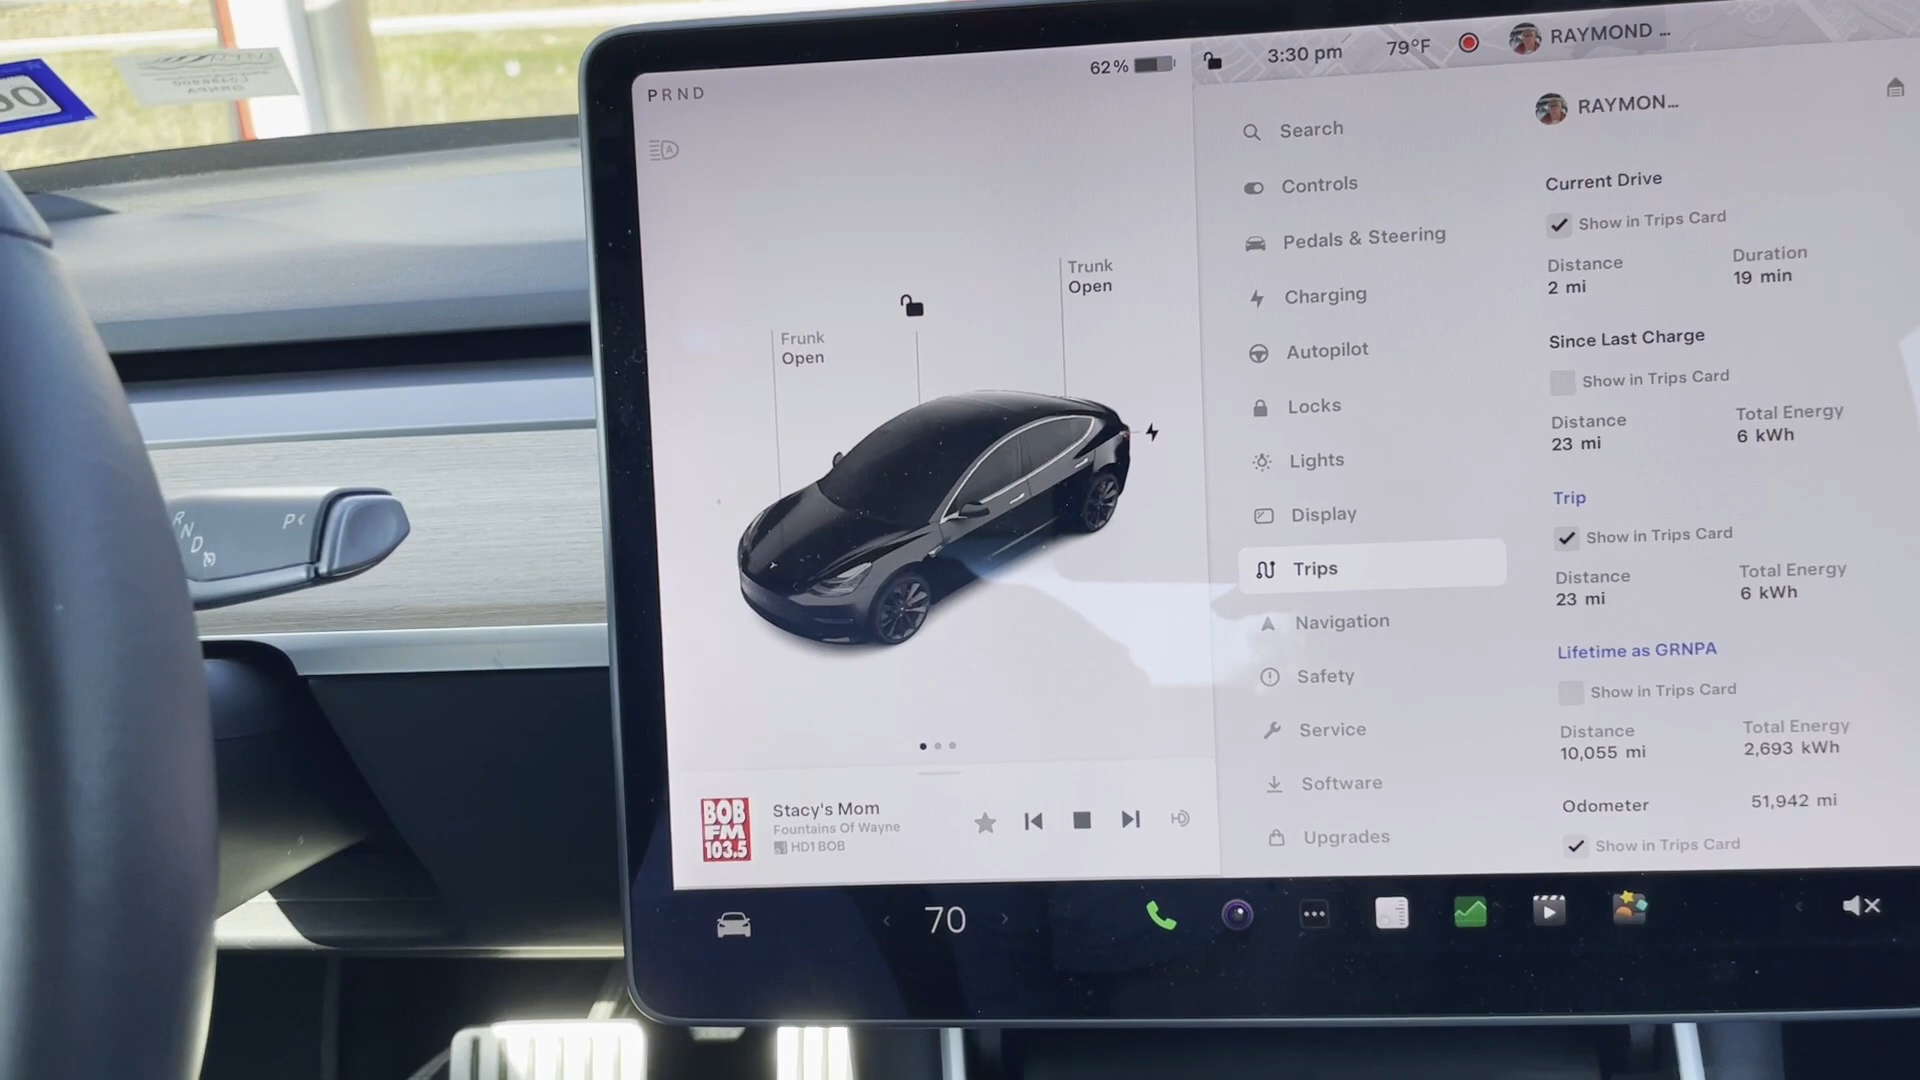 62%
3:30 pm
79°F
RAYMOND ...
PRND
A
Frunk
Open
Trunk
Open
Search
Controls
Pedals & Steering
Charging
Autopilot
Locks
Lights
Display
Trips
Navigation
Safety
Service
Software
Upgrades
RAYMON...
Current Drive
Show in Trips Card
Distance
2 mi
Duration
19 min
Since Last Charge
Show in Trips Card
Distance
23 mi
Total Energy
6 kWh
Trip
Show in Trips Card
Distance
23 mi
Total Energy
6 kWh
Lifetime as GRNPA
Show in Trips Card
Distance
10,055 mi
Total Energy
2,693 kWh
Odometer
51,942 mi
Show in Trips Card
BOB
FM
103.5
Stacy's Mom
Fountains Of Wayne
HD1 BOB
HD
70
R
N
D
P